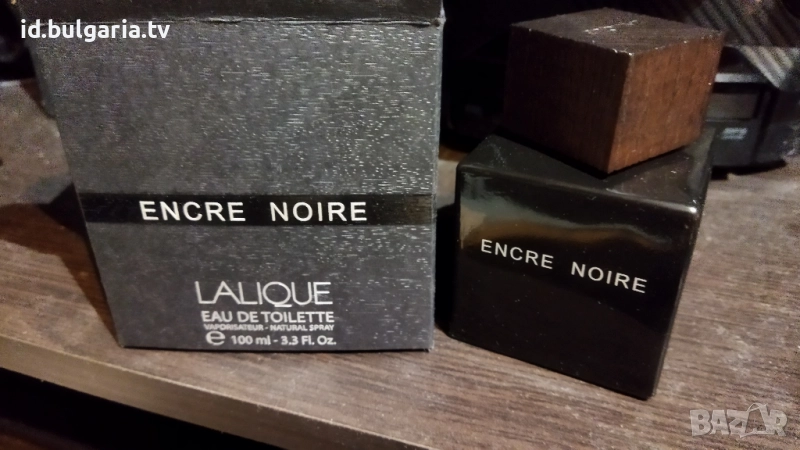 id.bulgaria.tv
ENCRE NOIRE
LALIQUE
EAU DE TOILETTE
VAPORISATEUR - NATURAL SPRAY
e 100 ml - 3.3 Fl. Oz.
ENCRE NOIRE
BAZAR